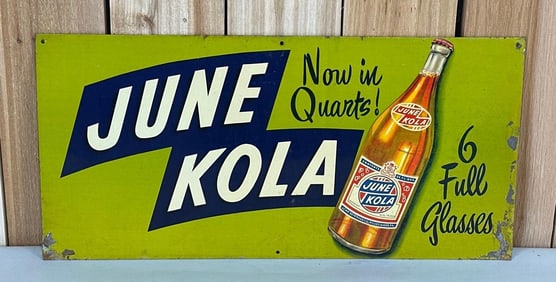 JUNE
KOLA
Now in
Quarts!
JUNE
KOLA
JUNE
KOLA
6
Full
Glasses